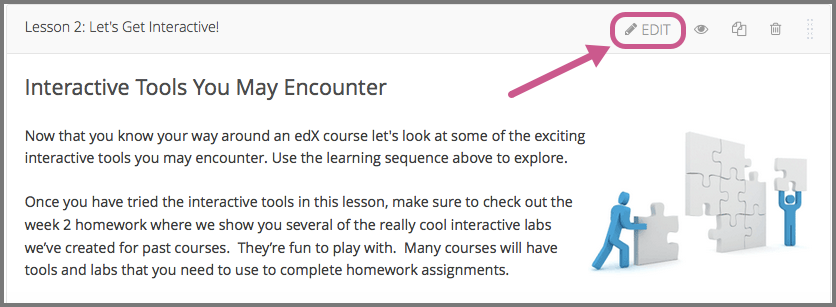 Lesson 2: Let's Get Interactive!
EDIT
Interactive Tools You May Encounter
Now that you know your way around an edX course let's look at some of the exciting
interactive tools you may encounter. Use the learning sequence above to explore.
Once you have tried the interactive tools in this lesson, make sure to check out the
week 2 homework where we show you several of the really cool interactive labs
we've created for past courses.  They're fun to play with.  Many courses will have
tools and labs that you need to use to complete homework assignments.